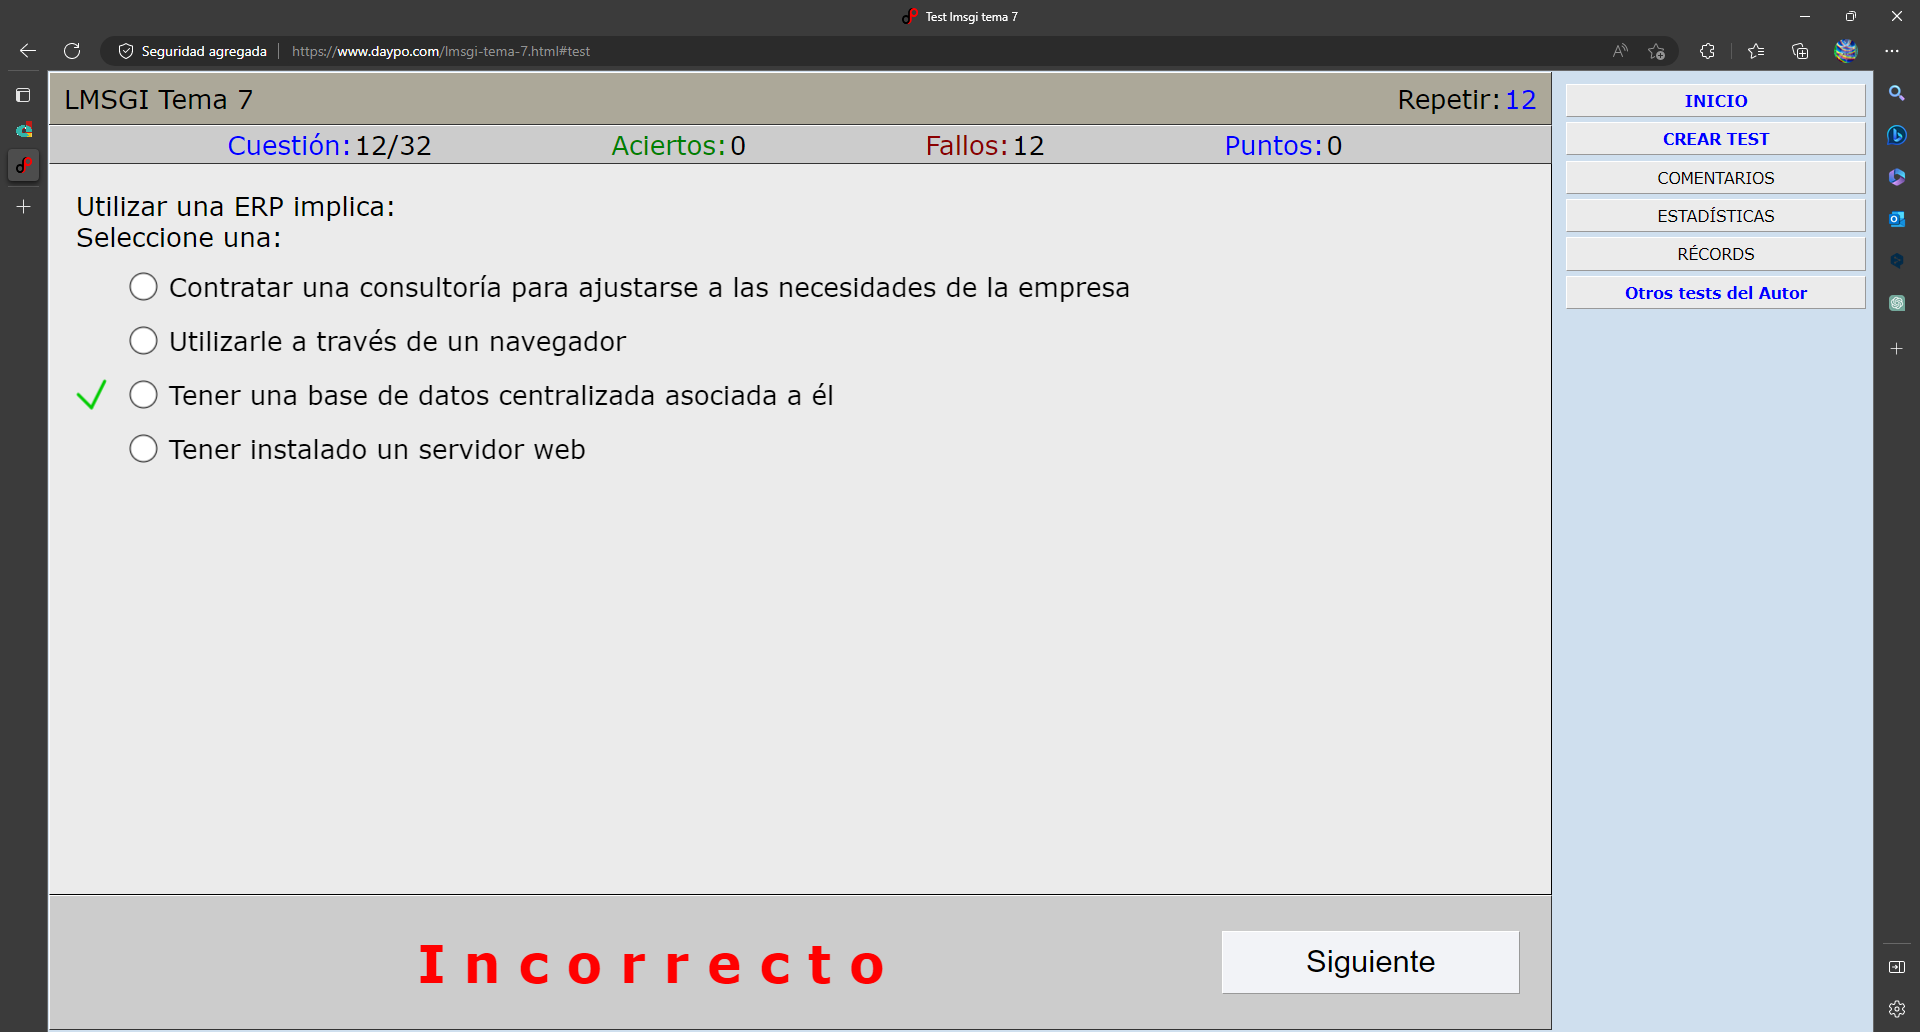 Test lmsgi tema 7
Seguridad agregada
https://www.daypo.com/lmsgi-tema-7.html#test
LMSGI Tema 7
Repetir:12
Cuestión:12/32
Aciertos:0
Fallos:12
Puntos:0
Utilizar una ERP implica:
Seleccione una:
Contratar una consultoría para ajustarse a las necesidades de la empresa
Utilizarle a través de un navegador
Tener una base de datos centralizada asociada a él
Tener instalado un servidor web
Incorrecto
Siguiente
INICIO
CREAR TEST
COMENTARIOS
ESTADÍSTICAS
RÉCORDS
Otros tests del Autor